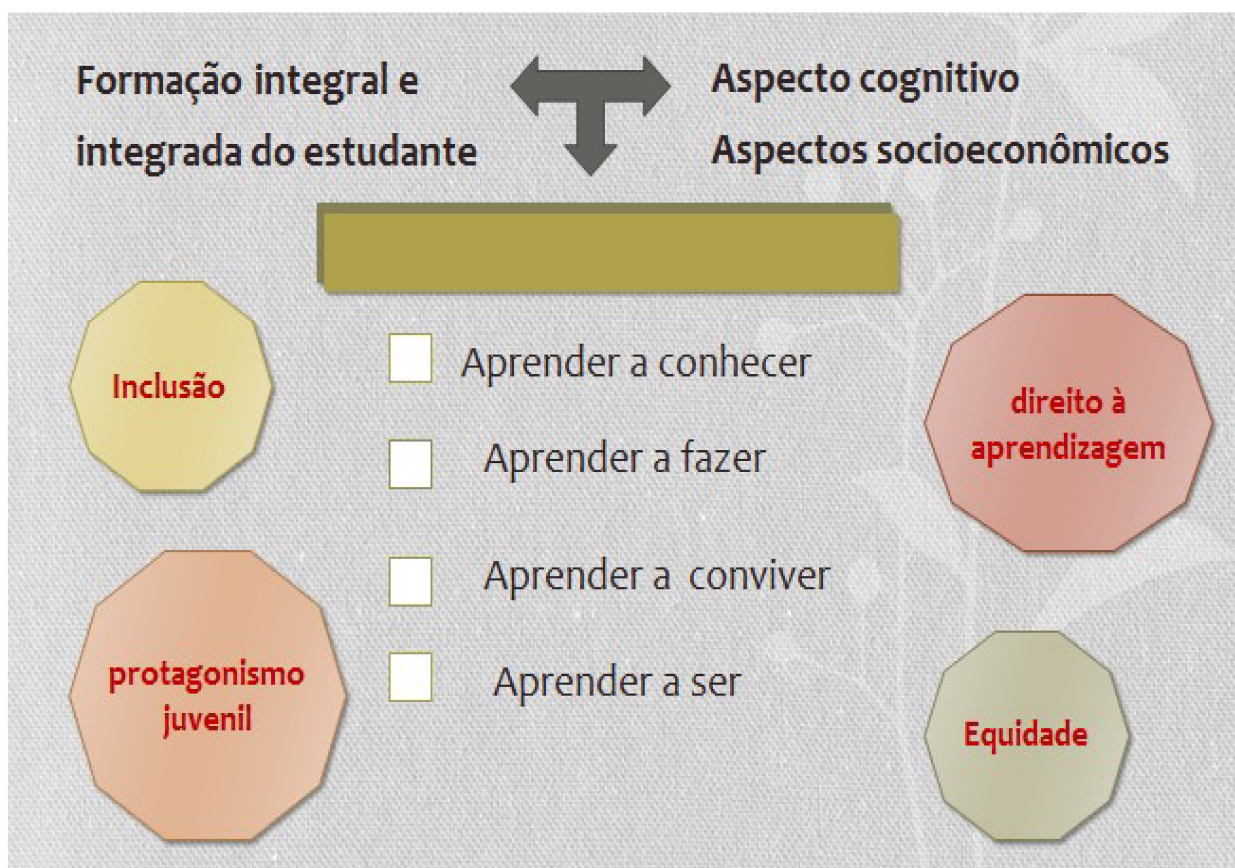 Formação integral e
integrada do estudante
Aspecto cognitivo
Aspectos socioeconômicos
Inclusão
Aprender a conhecer
Aprender a fazer
Aprender a conviver
Aprender a ser
direito à
aprendizagem
protagonismo
juvenil
Equidade